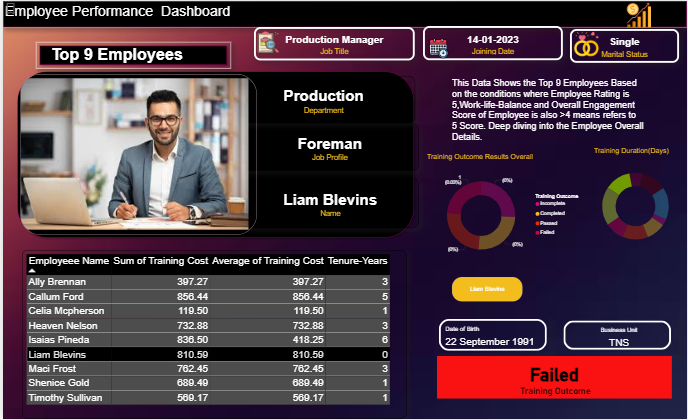 Employee Performance Dashboard
Top 9 Employees
Production Manager
Job Title
14-01-2023
Joining Date
Single
Marital Status
Production
Department
Foreman
Job Profile
Liam Blevins
Name
This Data Shows the Top 9 Employees Based
on the conditions where Employee Rating is
5,Work-life-Balance and Overall Engagement
Score of Employee is also >4 means refers to
5 Score. Deep diving into the Employee Overall
Details.
Training Outcome Results Overall
Training Duration(Days)
1
(0.03%)
(0%)
(0%)
(0%)
Training Outcome
Incomplete
Completed
Passed
Failed
Liam Blevins
Employeee Name Sum of Training Cost Average of Training Cost Tenure-Years
Ally Brennan 397.27 397.27 3
Callum Ford 856.44 856.44 5
Celia Mcpherson 119.50 119.50 1
Heaven Nelson 732.88 732.88 3
Isaias Pineda 836.50 418.25 6
Liam Blevins 810.59 810.59 0
Maci Frost 762.45 762.45 3
Shenice Gold 689.49 689.49 1
Timothy Sullivan 569.17 569.17 1
Date of Birth
22 September 1991
Business Unit
TNS
Failed
Training Outcome